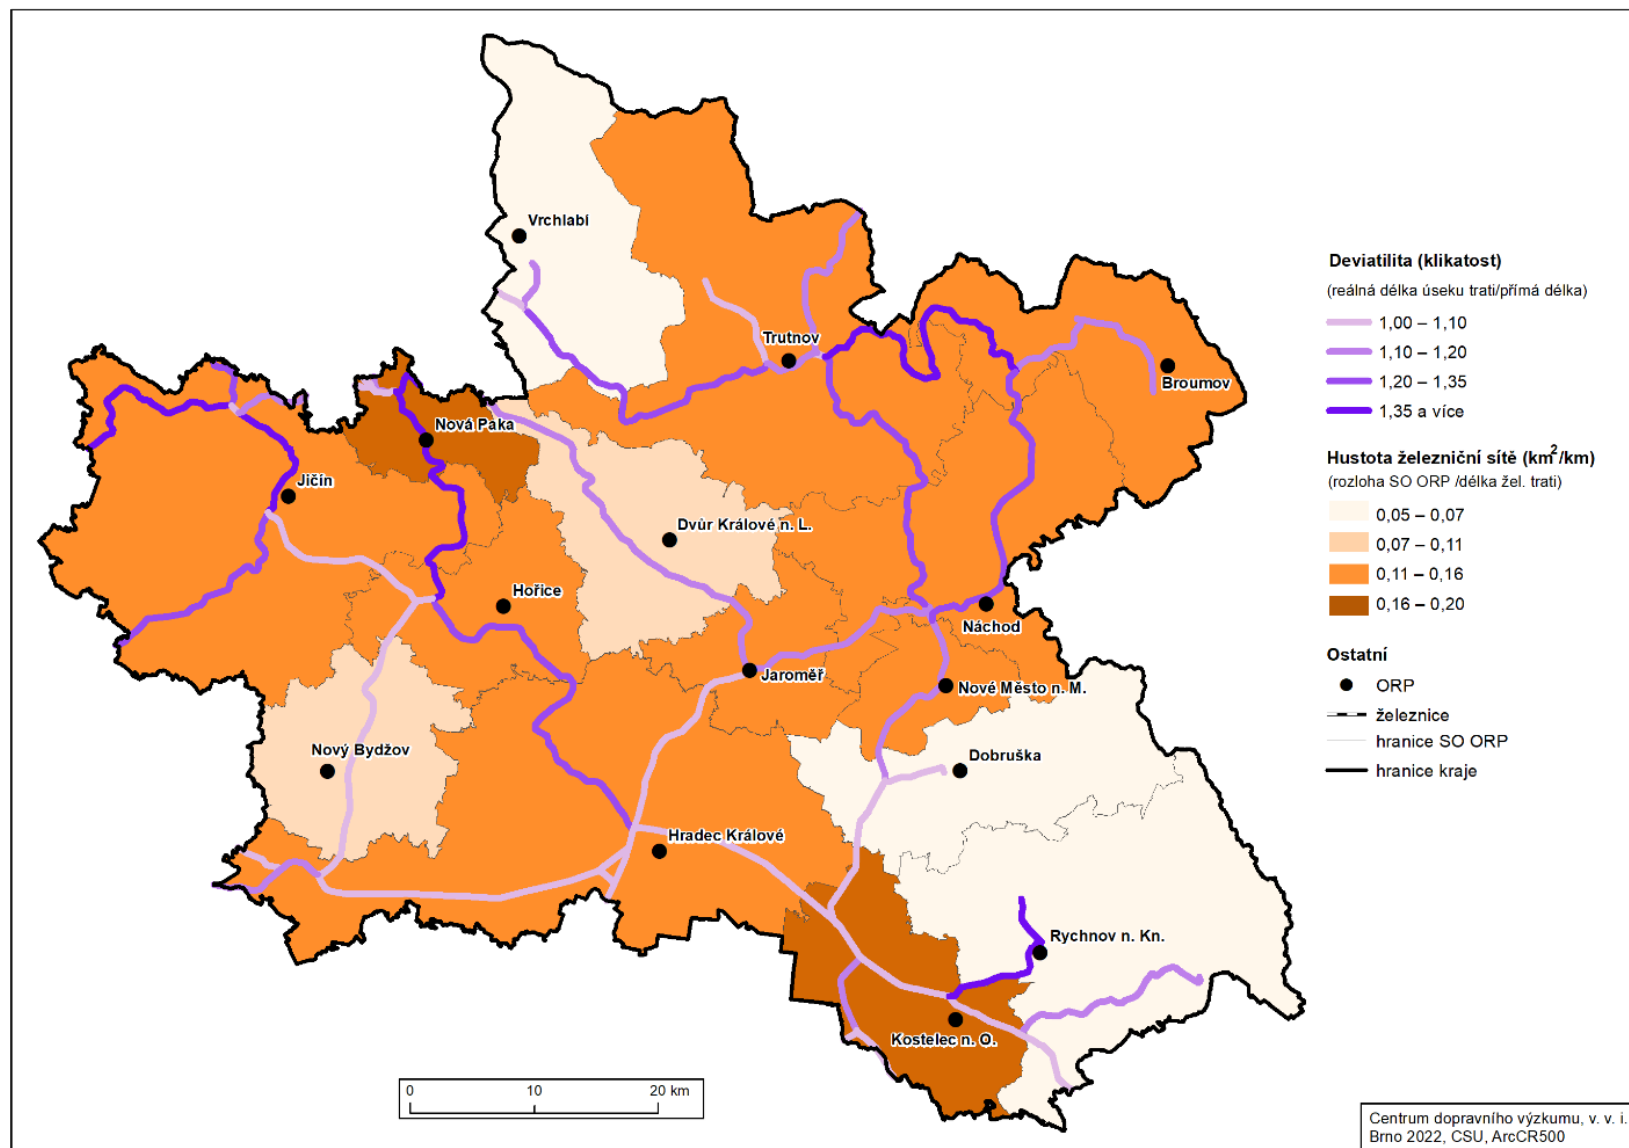 Vrchlabí
Trutnov
Broumov
Nová Paka
Jičín
Dvůr Králové n. L.
Hořice
Náchod
Jaroměř
Nové Město n. M.
Nový Bydžov
Dobruška
Hradec Králové
Rychnov n. Kn.
Kostelec n. O.
Deviatilita (klikatost)
(reálná délka úseku trati/přímá délka)
1,00 – 1,10
1,10 – 1,20
1,20 – 1,35
1,35 a více
Hustota železniční sítě (km²/km)
(rozloha SO ORP /délka žel. trati)
0,05 – 0,07
0,07 – 0,11
0,11 – 0,16
0,16 – 0,20
Ostatní
ORP
železnice
hranice SO ORP
hranice kraje
0 10 20 km
Centrum dopravního výzkumu, v. v. i.
Brno 2022, CSU, ArcCR500